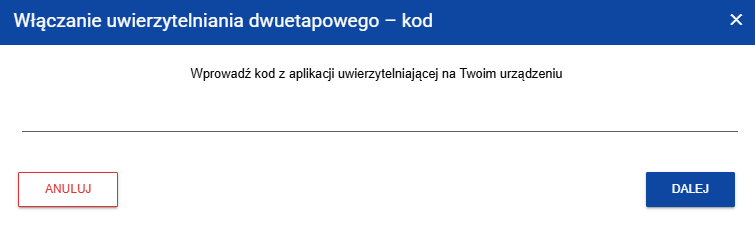 Włączanie uwierzytelniania dwuetapowego – kod
Wprowadź kod z aplikacji uwierzytelniającej na Twoim urządzeniu
ANULUJ
DALEJ